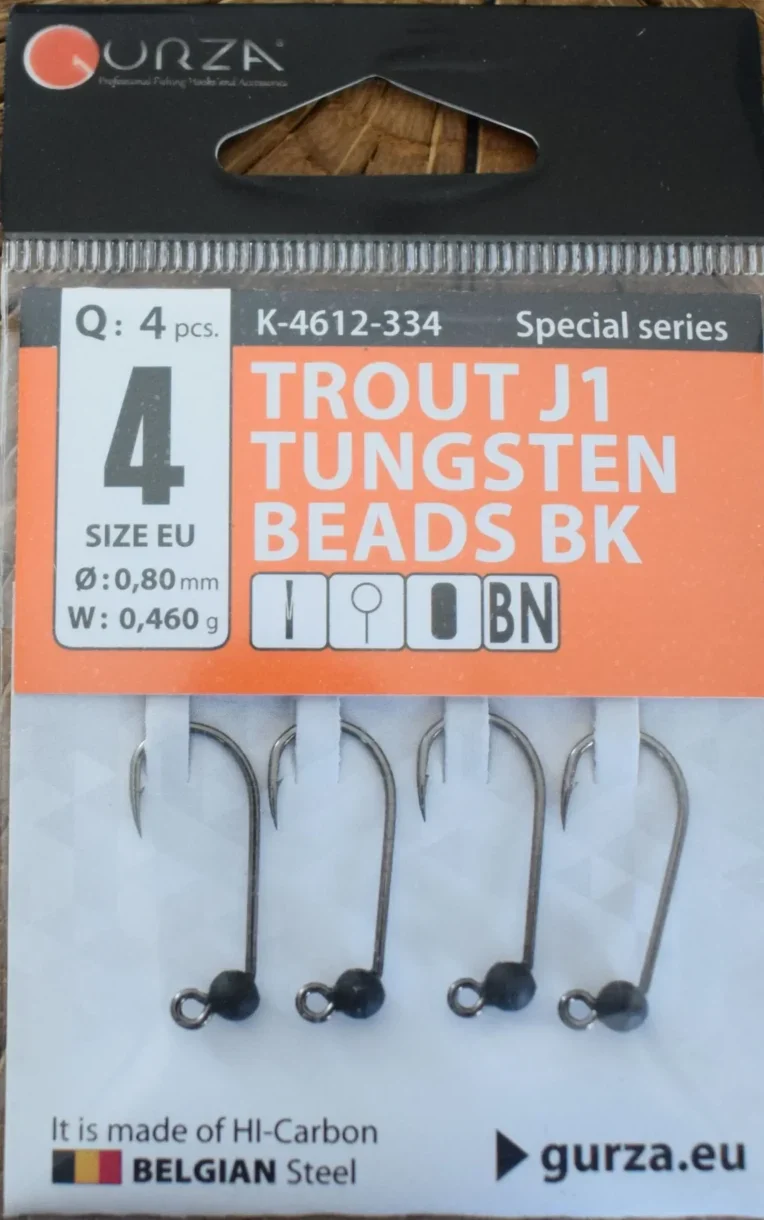 GURZA
Professional Fishing Hooks and Accessories
Q: 4 pcs.
K-4612-334
Special series
4
SIZE EU
Ø:0,80 mm
W: 0,460 g
TROUT J1
TUNGSTEN
BEADS BK
BN
It is made of HI-Carbon
BELGIAN Steel
gurza.eu